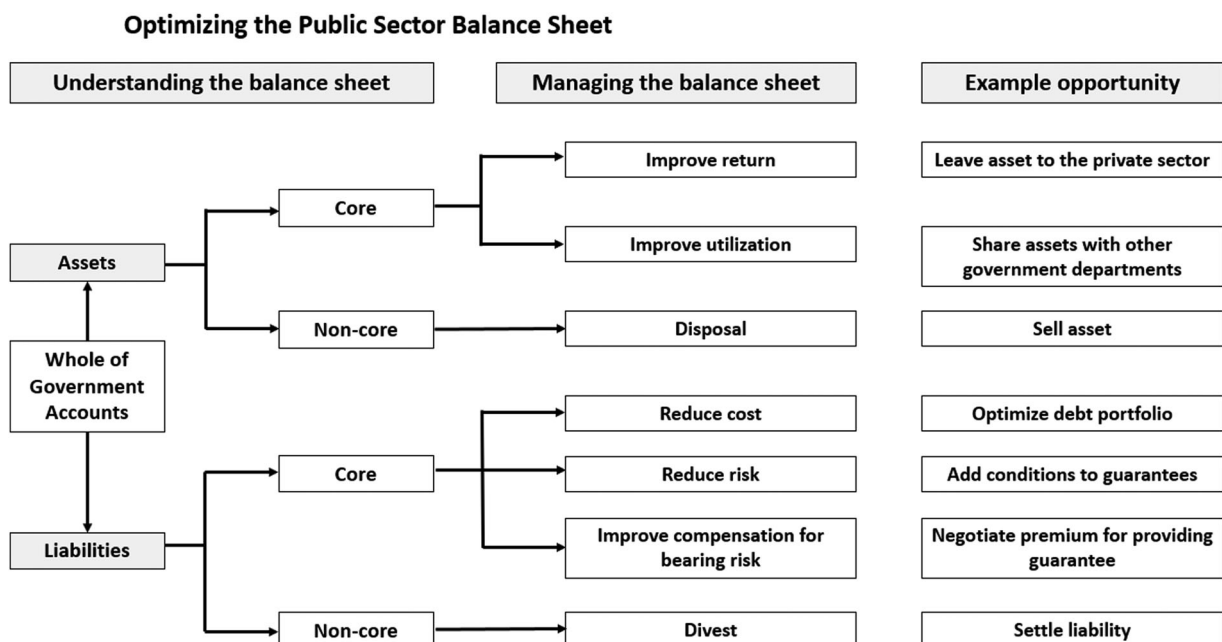 Optimizing the Public Sector Balance Sheet
Understanding the balance sheet
Managing the balance sheet
Example opportunity
Improve return
Leave asset to the private sector
Core
Improve utilization
Share assets with other
government departments
Assets
Non-core
Disposal
Sell asset
Whole of
Government
Accounts
Reduce cost
Optimize debt portfolio
Core
Reduce risk
Add conditions to guarantees
Liabilities
Improve compensation for
bearing risk
Negotiate premium for providing
guarantee
Non-core
Divest
Settle liability